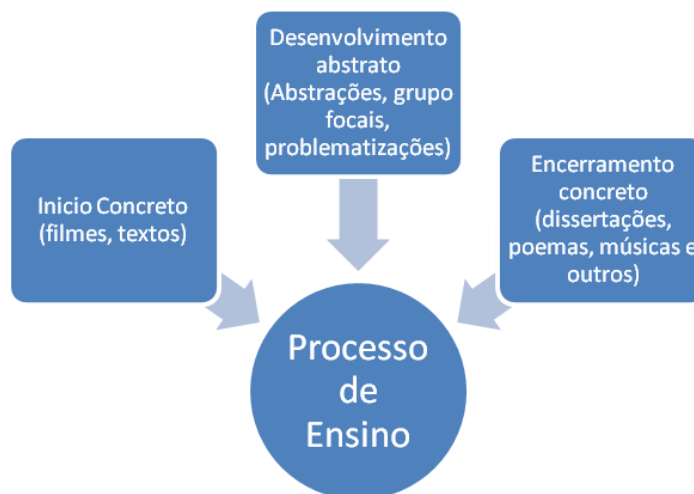 Desenvolvimento
abstrato
(Abstrações, grupo
focais,
problematizações)
Inicio Concreto
(filmes, textos)
Encerramento
concreto
(dissertações,
poemas, músicas e
outros)
Processo
de
Ensino